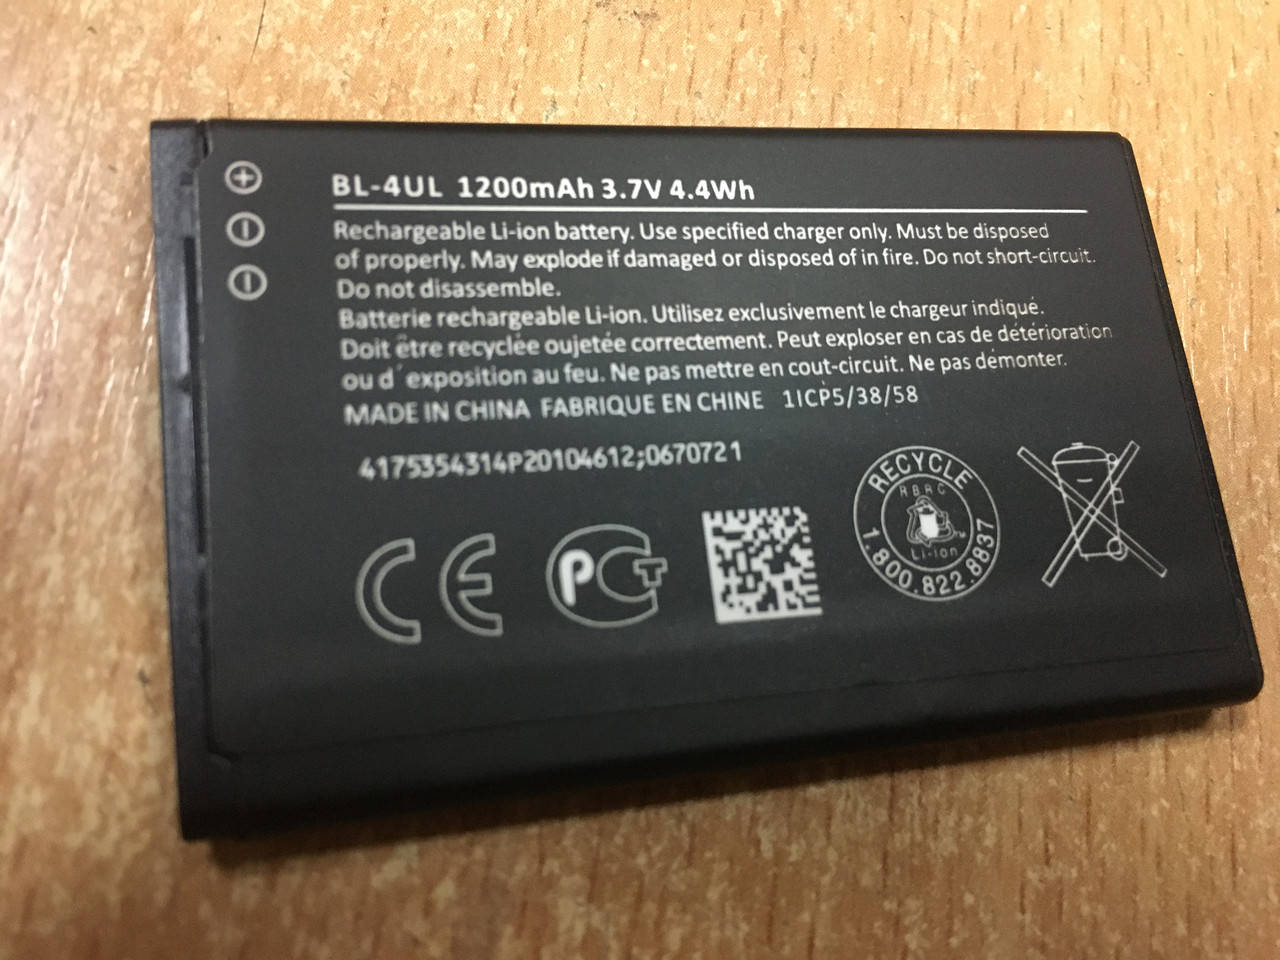 BL-4UL 1200mAh 3.7V 4.4Wh
Rechargeable Li-ion battery. Use specified charger only. Must be disposed
of properly. May explode if damaged or disposed of in fire. Do not short-circuit.
Do not disassemble.
Batterie rechargeable Li-ion. Utilisez exclusivement le chargeur indiqué.
Doit être recyclée oujetée correctement. Peut exploser en cas de détérioration
ou d´exposition au feu. Ne pas mettre en cout-circuit. Ne pas démonter.
MADE IN CHINA FABRIQUE EN CHINE 1ICP5/38/58
4175354314P20104612;0670721
CE
PCT
RECYCLE
RBRC
Li-ion
1.800.822.8837